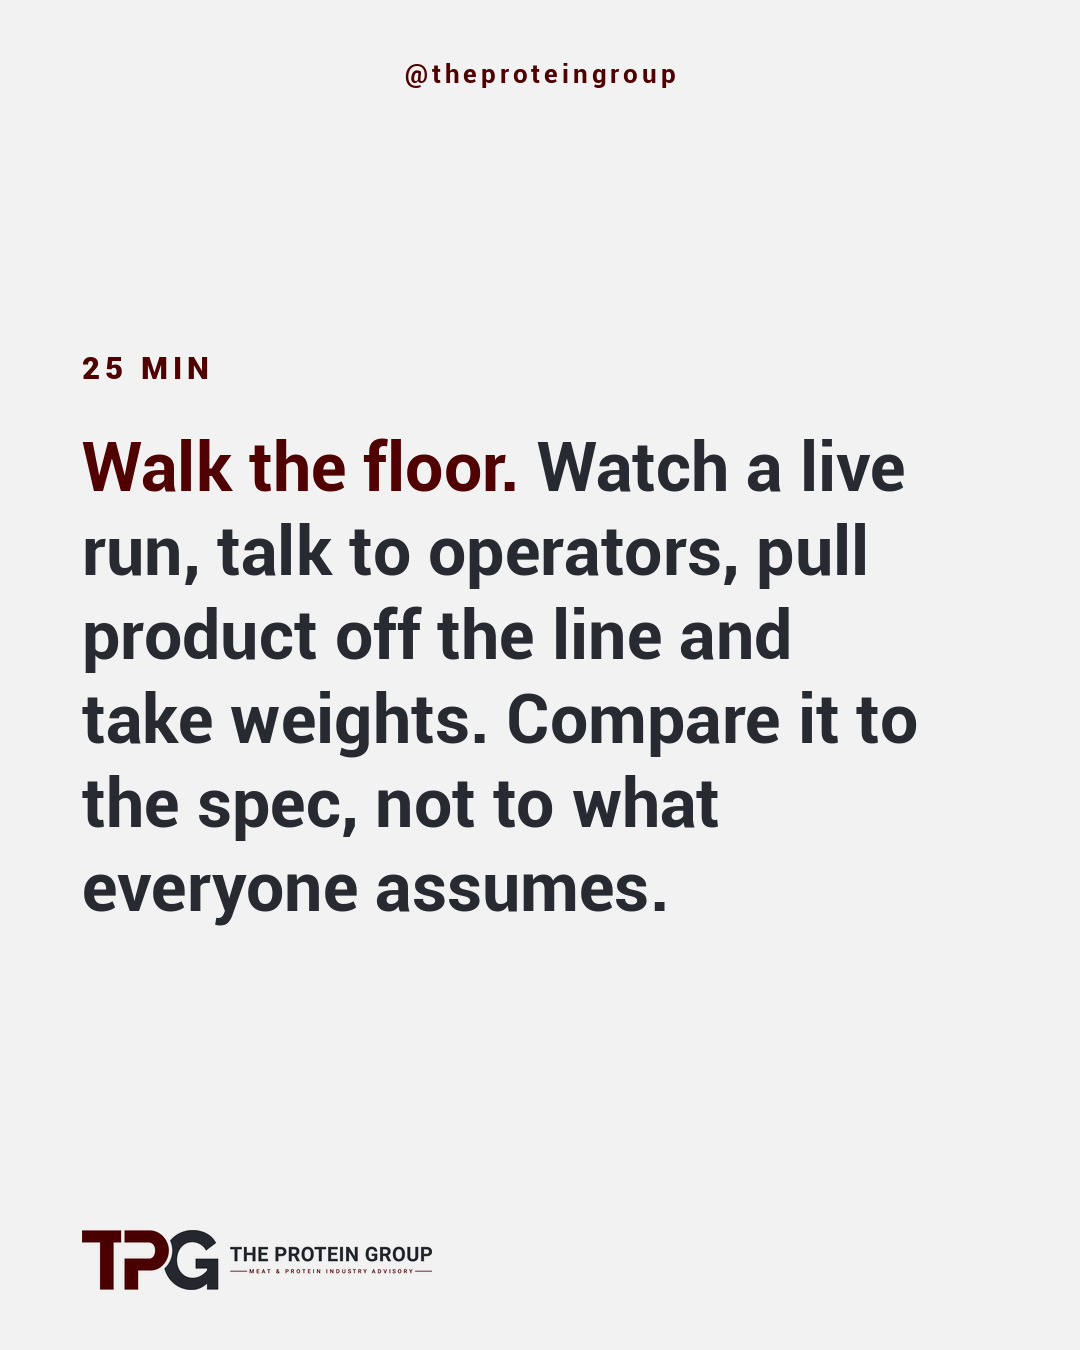 @theproteingroup
25 MIN
Walk the floor. Watch a live
run, talk to operators, pull
product off the line and
take weights. Compare it to
the spec, not to what
everyone assumes.
TPG
THE PROTEIN GROUP
MEAT & PROTEIN INDUSTRY ADVISORY